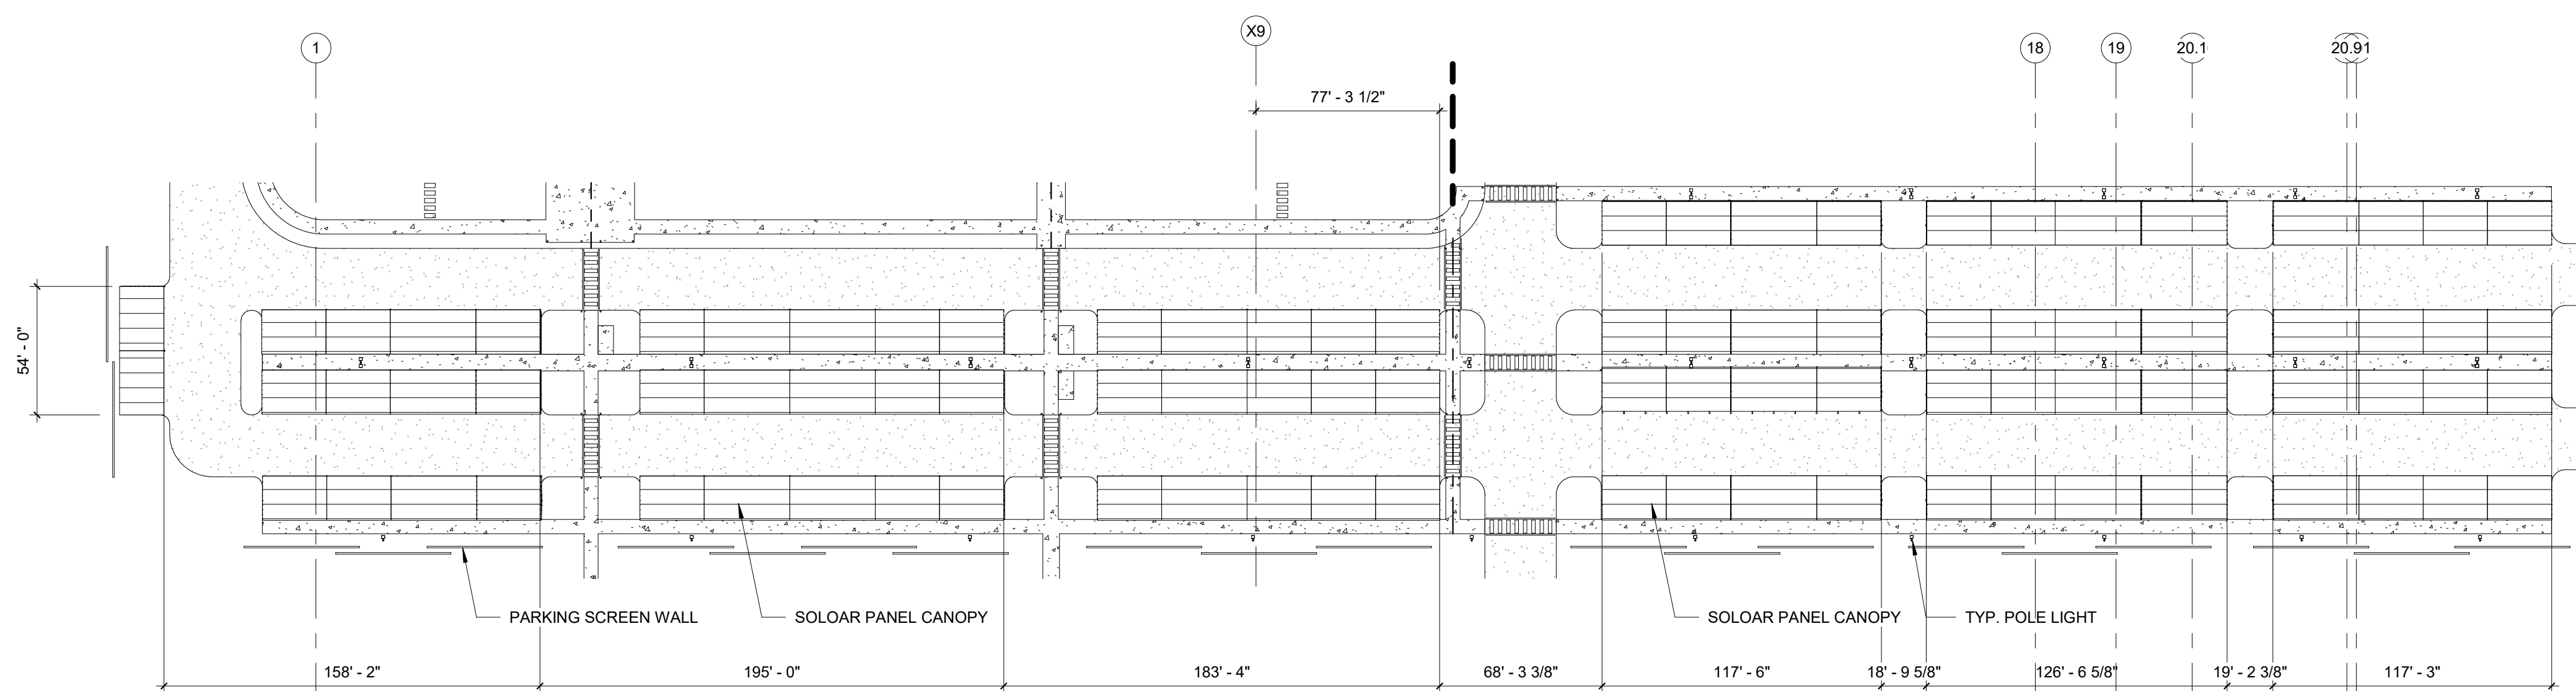 1
X9
18
19
20.1
20.91
77' - 3 1/2"
54' - 0"
PARKING SCREEN WALL
SOLOAR PANEL CANOPY
SOLOAR PANEL CANOPY
TYP. POLE LIGHT
158' - 2"
195' - 0"
183' - 4"
68' - 3 3/8"
117' - 6"
18' - 9 5/8"
126' - 6 5/8"
19' - 2 3/8"
117' - 3"